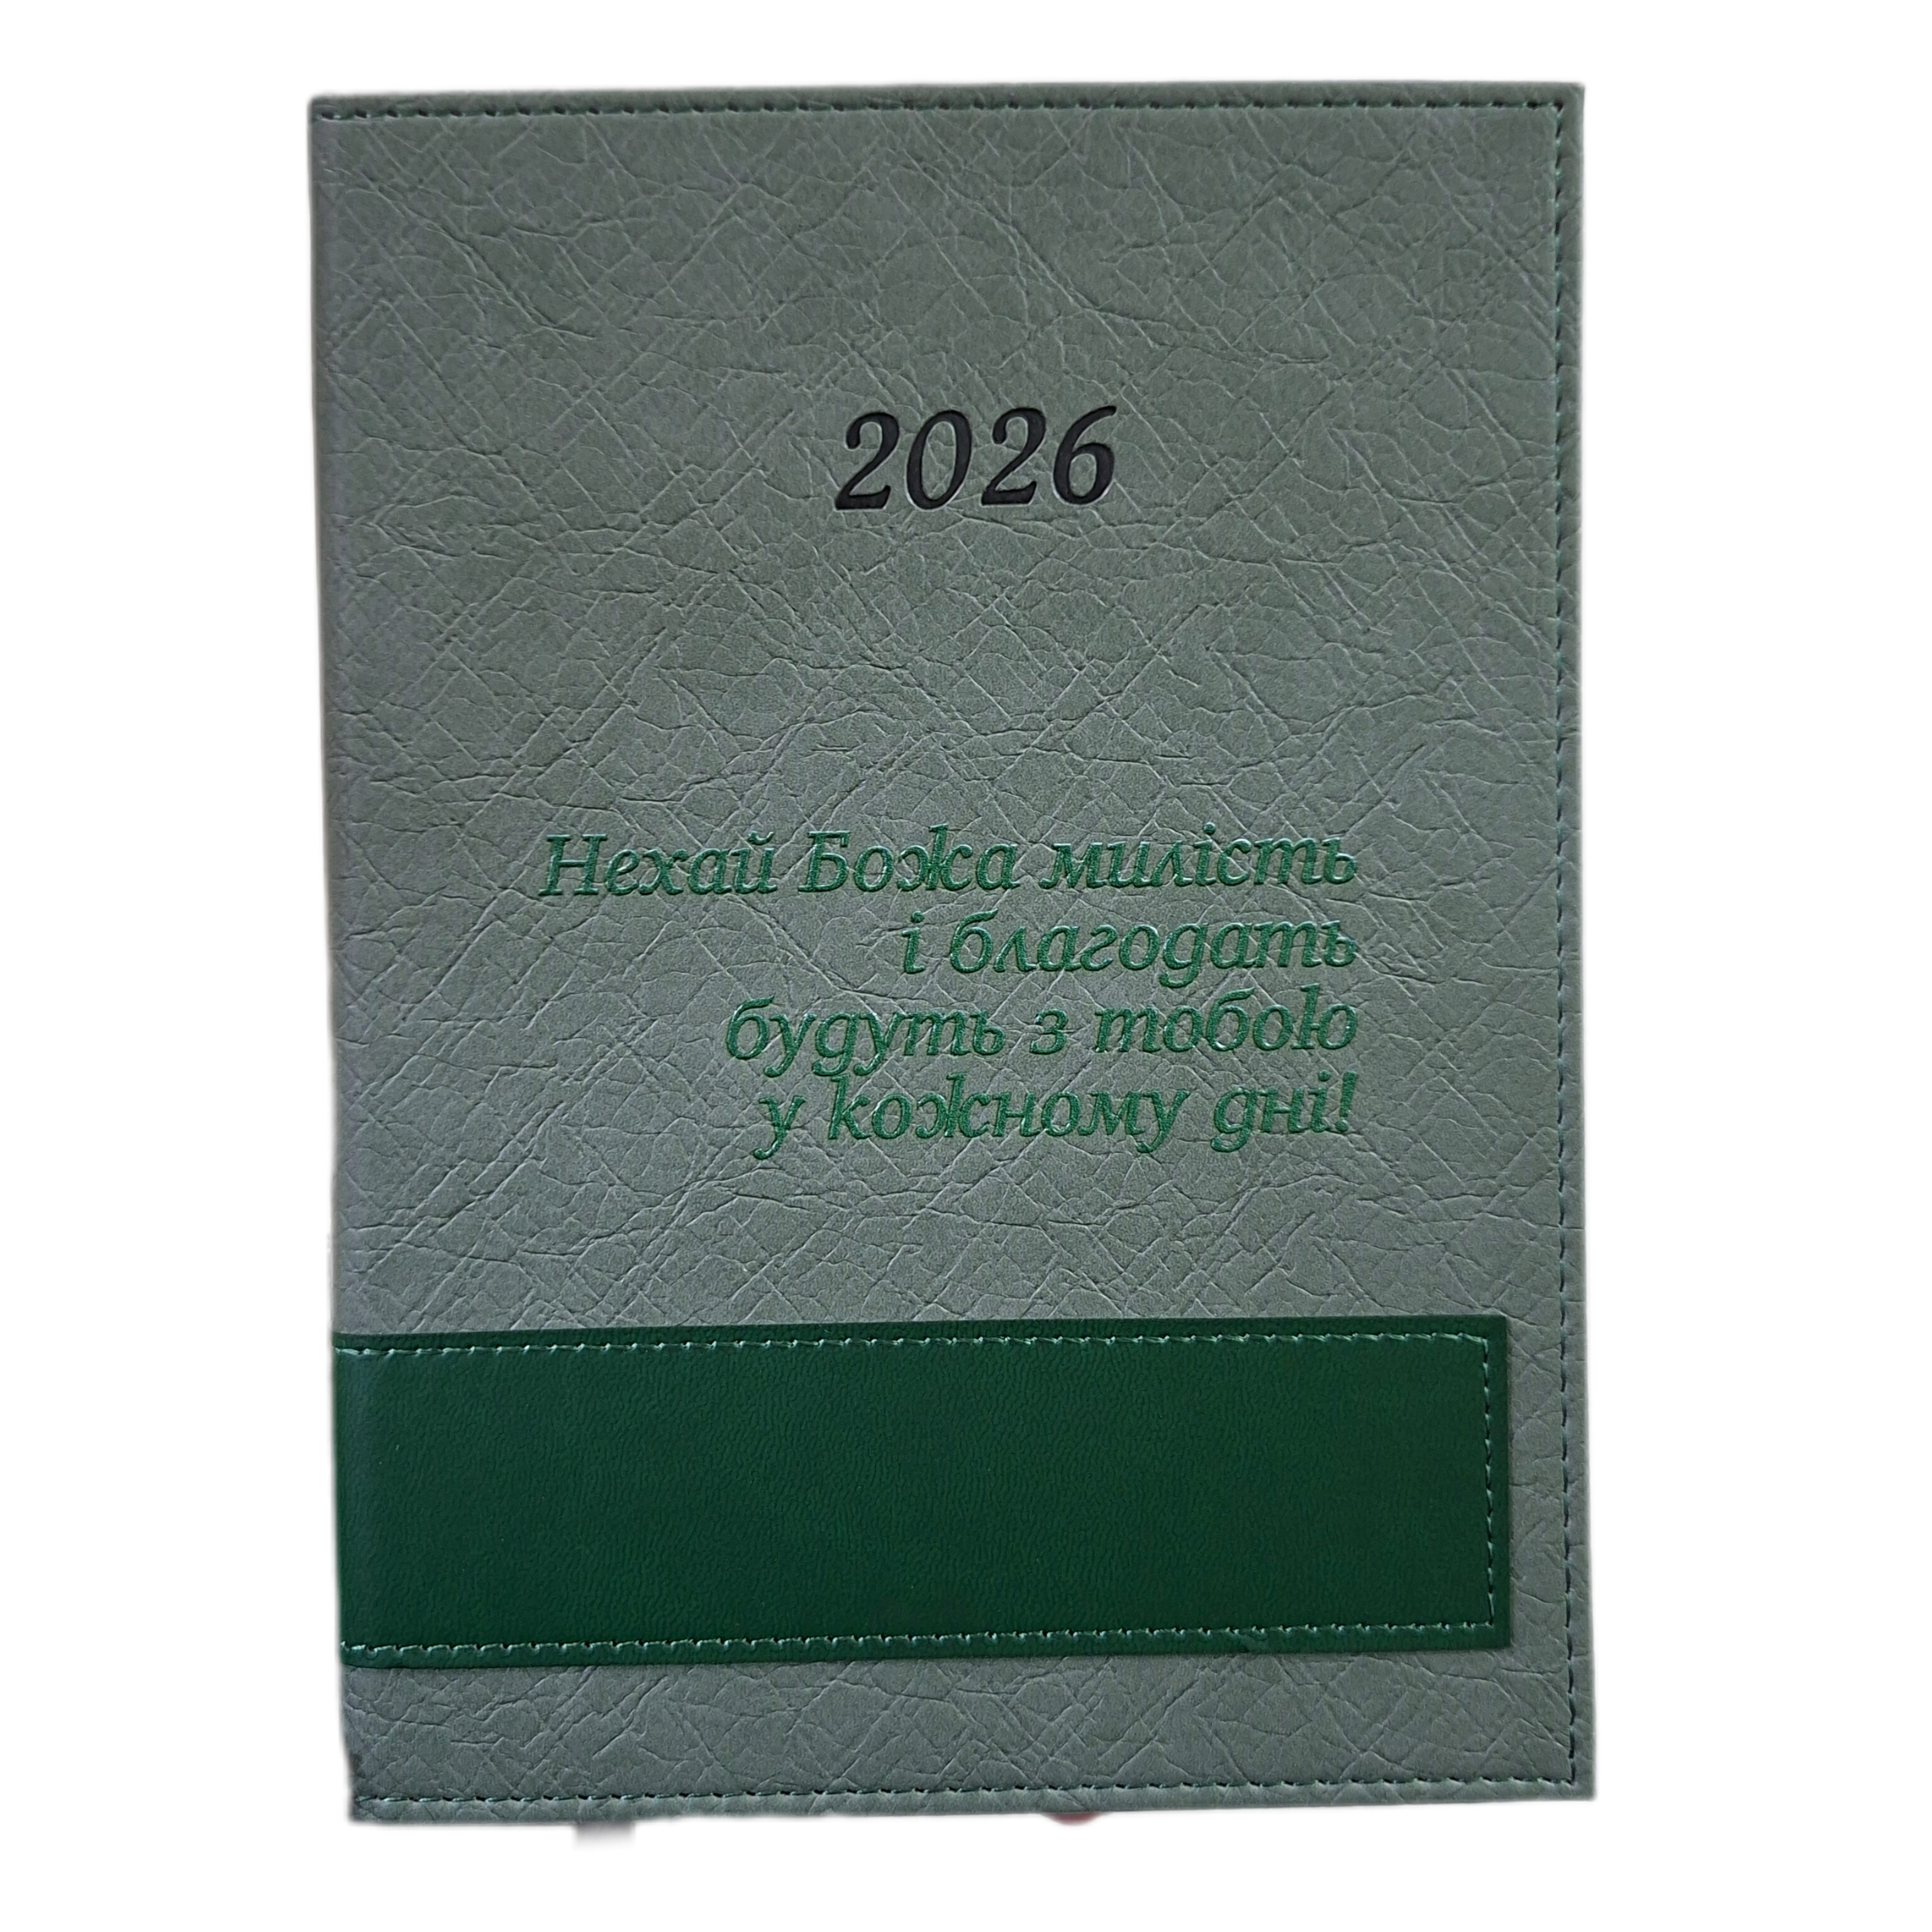 2026
Нехай Божа милість
і благодать
будуть з тобою
у кожному дні!